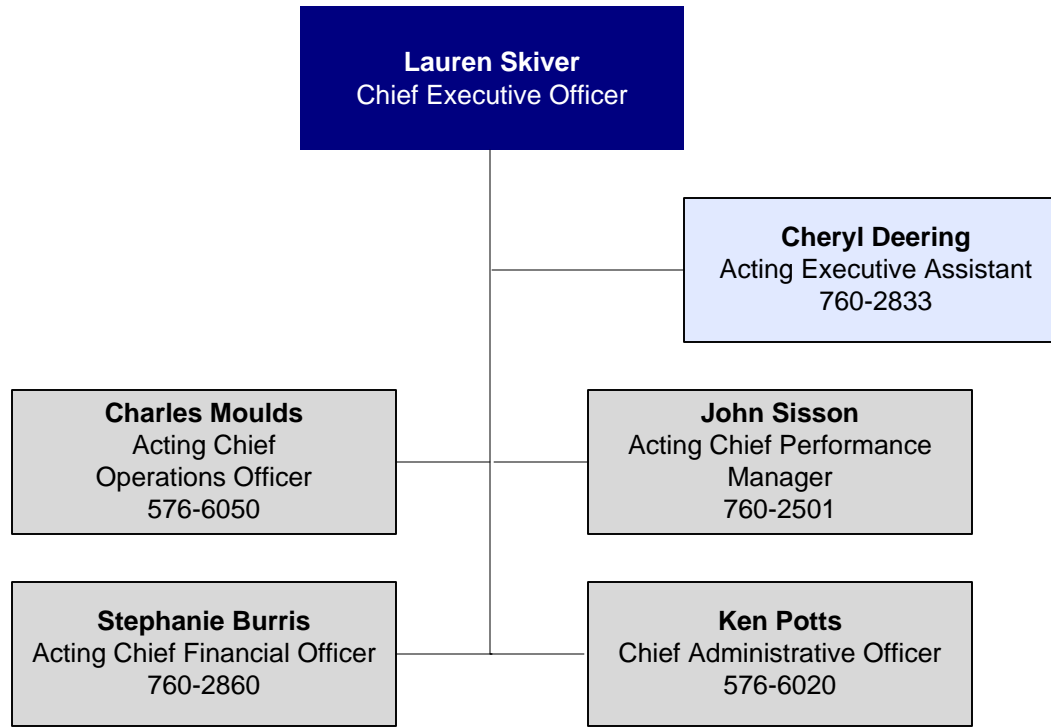 Lauren Skiver
Chief Executive Officer
Cheryl Deering
Acting Executive Assistant
760-2833
Charles Moulds
Acting Chief
Operations Officer
576-6050
John Sisson
Acting Chief Performance
Manager
760-2501
Stephanie Burris
Acting Chief Financial Officer
760-2860
Ken Potts
Chief Administrative Officer
576-6020